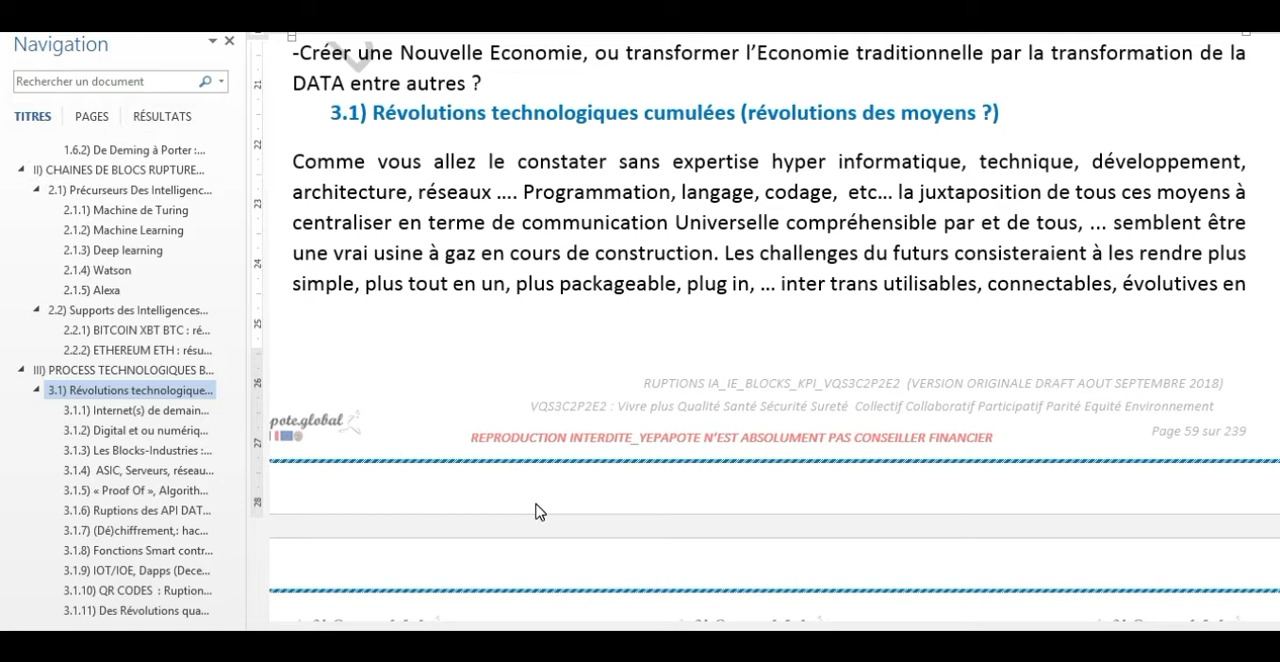 Navigation
Rechercher un document
TITRES PAGES RÉSULTATS
1.6.2) De Deming à Porter :...
II) CHAINES DE BLOCS RUPTURE...
2.1) Précurseurs Des Intelligenc...
2.1.1) Machine de Turing
2.1.2) Machine Learning
2.1.3) Deep learning
2.1.4) Watson
2.1.5) Alexa
2.2) Supports des Intelligences...
2.2.1) BITCOIN XBT BTC : ré...
2.2.2) ETHEREUM ETH : résu...
III) PROCESS TECHNOLOGIQUES B...
3.1) Révolutions technologique...
3.1.1) Internet(s) de demain...
3.1.2) Digital et ou numériq...
3.1.3) Les Blocks-Industries :...
3.1.4) ASIC, Serveurs, réseau...
3.1.5) « Proof Of », Algorith...
3.1.6) Ruptions des API DAT...
3.1.7) (Dé)chiffrement,: hac...
3.1.8) Fonctions Smart contr...
3.1.9) IOT/IOE, Dapps (Dece...
3.1.10) QR CODES : Ruption...
3.1.11) Des Révolutions qua...
21
22
23
24
25
26
27
28
-Créer une Nouvelle Economie, ou transformer l'Economie traditionnelle par la transformation de la
DATA entre autres ?
3.1) Révolutions technologiques cumulées (révolutions des moyens ?)
Comme vous allez le constater sans expertise hyper informatique, technique, développement,
architecture, réseaux .... Programmation, langage, codage, etc... la juxtaposition de tous ces moyens à
centraliser en terme de communication Universelle compréhensible par et de tous, ... semblent être
une vrai usine à gaz en cours de construction. Les challenges du futurs consisteraient à les rendre plus
simple, plus tout en un, plus packageable, plug in, ... inter trans utilisables, connectables, évolutives en
RUPTIONS IA_IE_BLOCKS_KPI_VQS3C2P2E2 (VERSION ORIGINALE DRAFT AOUT SEPTEMBRE 2018)
VQS3C2P2E2 : Vivre plus Qualité Santé Sécurité Sureté Collectif Collaboratif Participatif Parité Equité Environnement
pote.global
REPRODUCTION INTERDITE_YEPAPOTE N'EST ABSOLUMENT PAS CONSEILLER FINANCIER
Page 59 sur 239